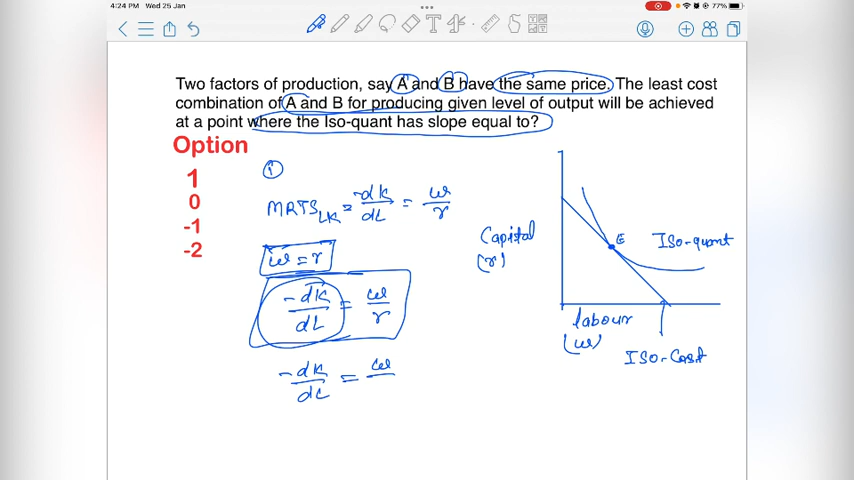 4:24 PM Wed 25 Jan
77%
Two factors of production, say A and B have the same price. The least cost
combination of A and B for producing given level of output will be achieved
at a point where the Iso-quant has slope equal to?
Option
1
0
-1
-2
①
MRTS_LK = -dK/dL = w/r
w = r
-dK/dL = w/r
-dK/dL = w
Capital
(r)
E
Iso-quant
labour
(w)
Iso-Cost